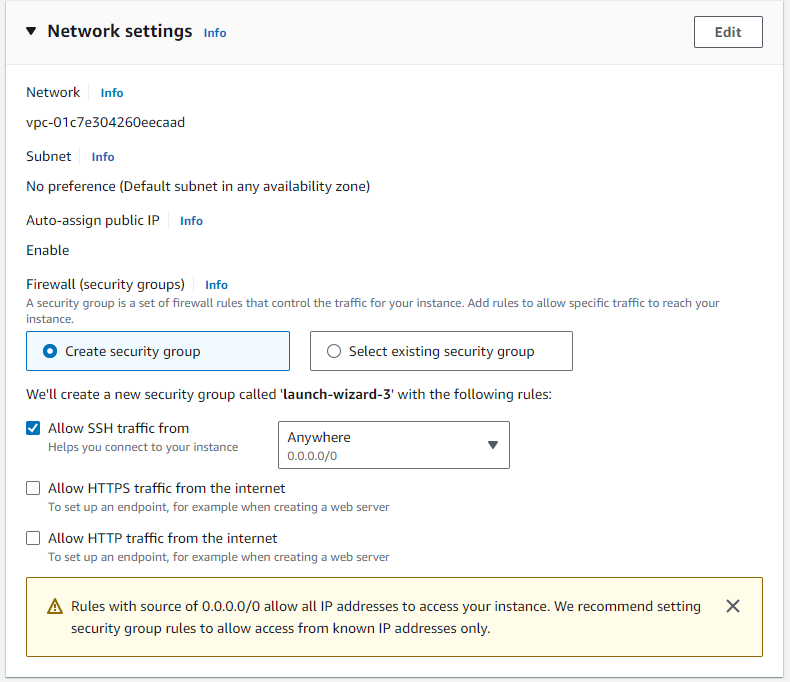 Network settings Info
Edit
Network Info
vpc-01c7e304260eecaad
Subnet Info
No preference (Default subnet in any availability zone)
Auto-assign public IP Info
Enable
Firewall (security groups) Info
A security group is a set of firewall rules that control the traffic for your instance. Add rules to allow specific traffic to reach your
instance.
Create security group
Select existing security group
We'll create a new security group called 'launch-wizard-3' with the following rules:
Allow SSH traffic from
Helps you connect to your instance
Anywhere
0.0.0.0/0
Allow HTTPS traffic from the internet
To set up an endpoint, for example when creating a web server
Allow HTTP traffic from the internet
To set up an endpoint, for example when creating a web server
Rules with source of 0.0.0.0/0 allow all IP addresses to access your instance. We recommend setting
security group rules to allow access from known IP addresses only.